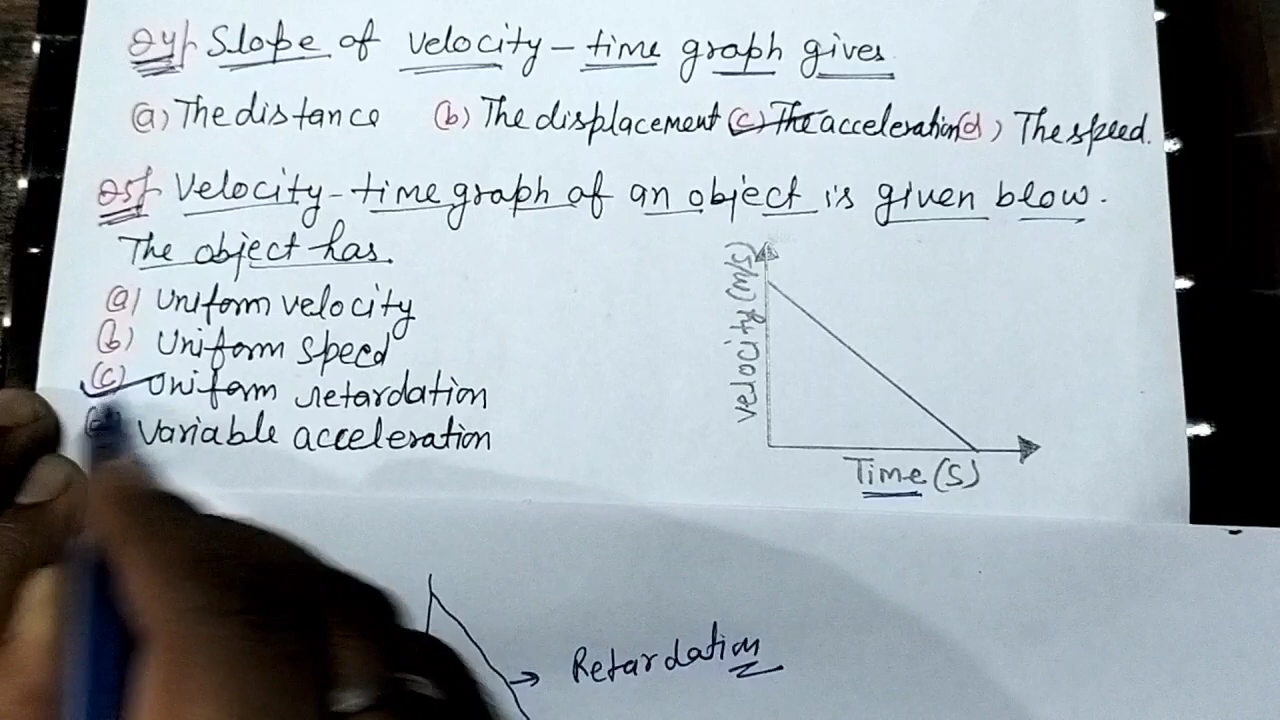 Q4) Slope of velocity-time graph gives
(a) The distance (b) The displacement (c) The acceleration (d) The speed.
Q5) Velocity-time graph of an object is given blow.
The object has.
(a) Uniform velocity
(b) Uniform speed
(c) Uniform retardation
variable acceleration
Velocity (M/S)
Time (S)
→ Retardation